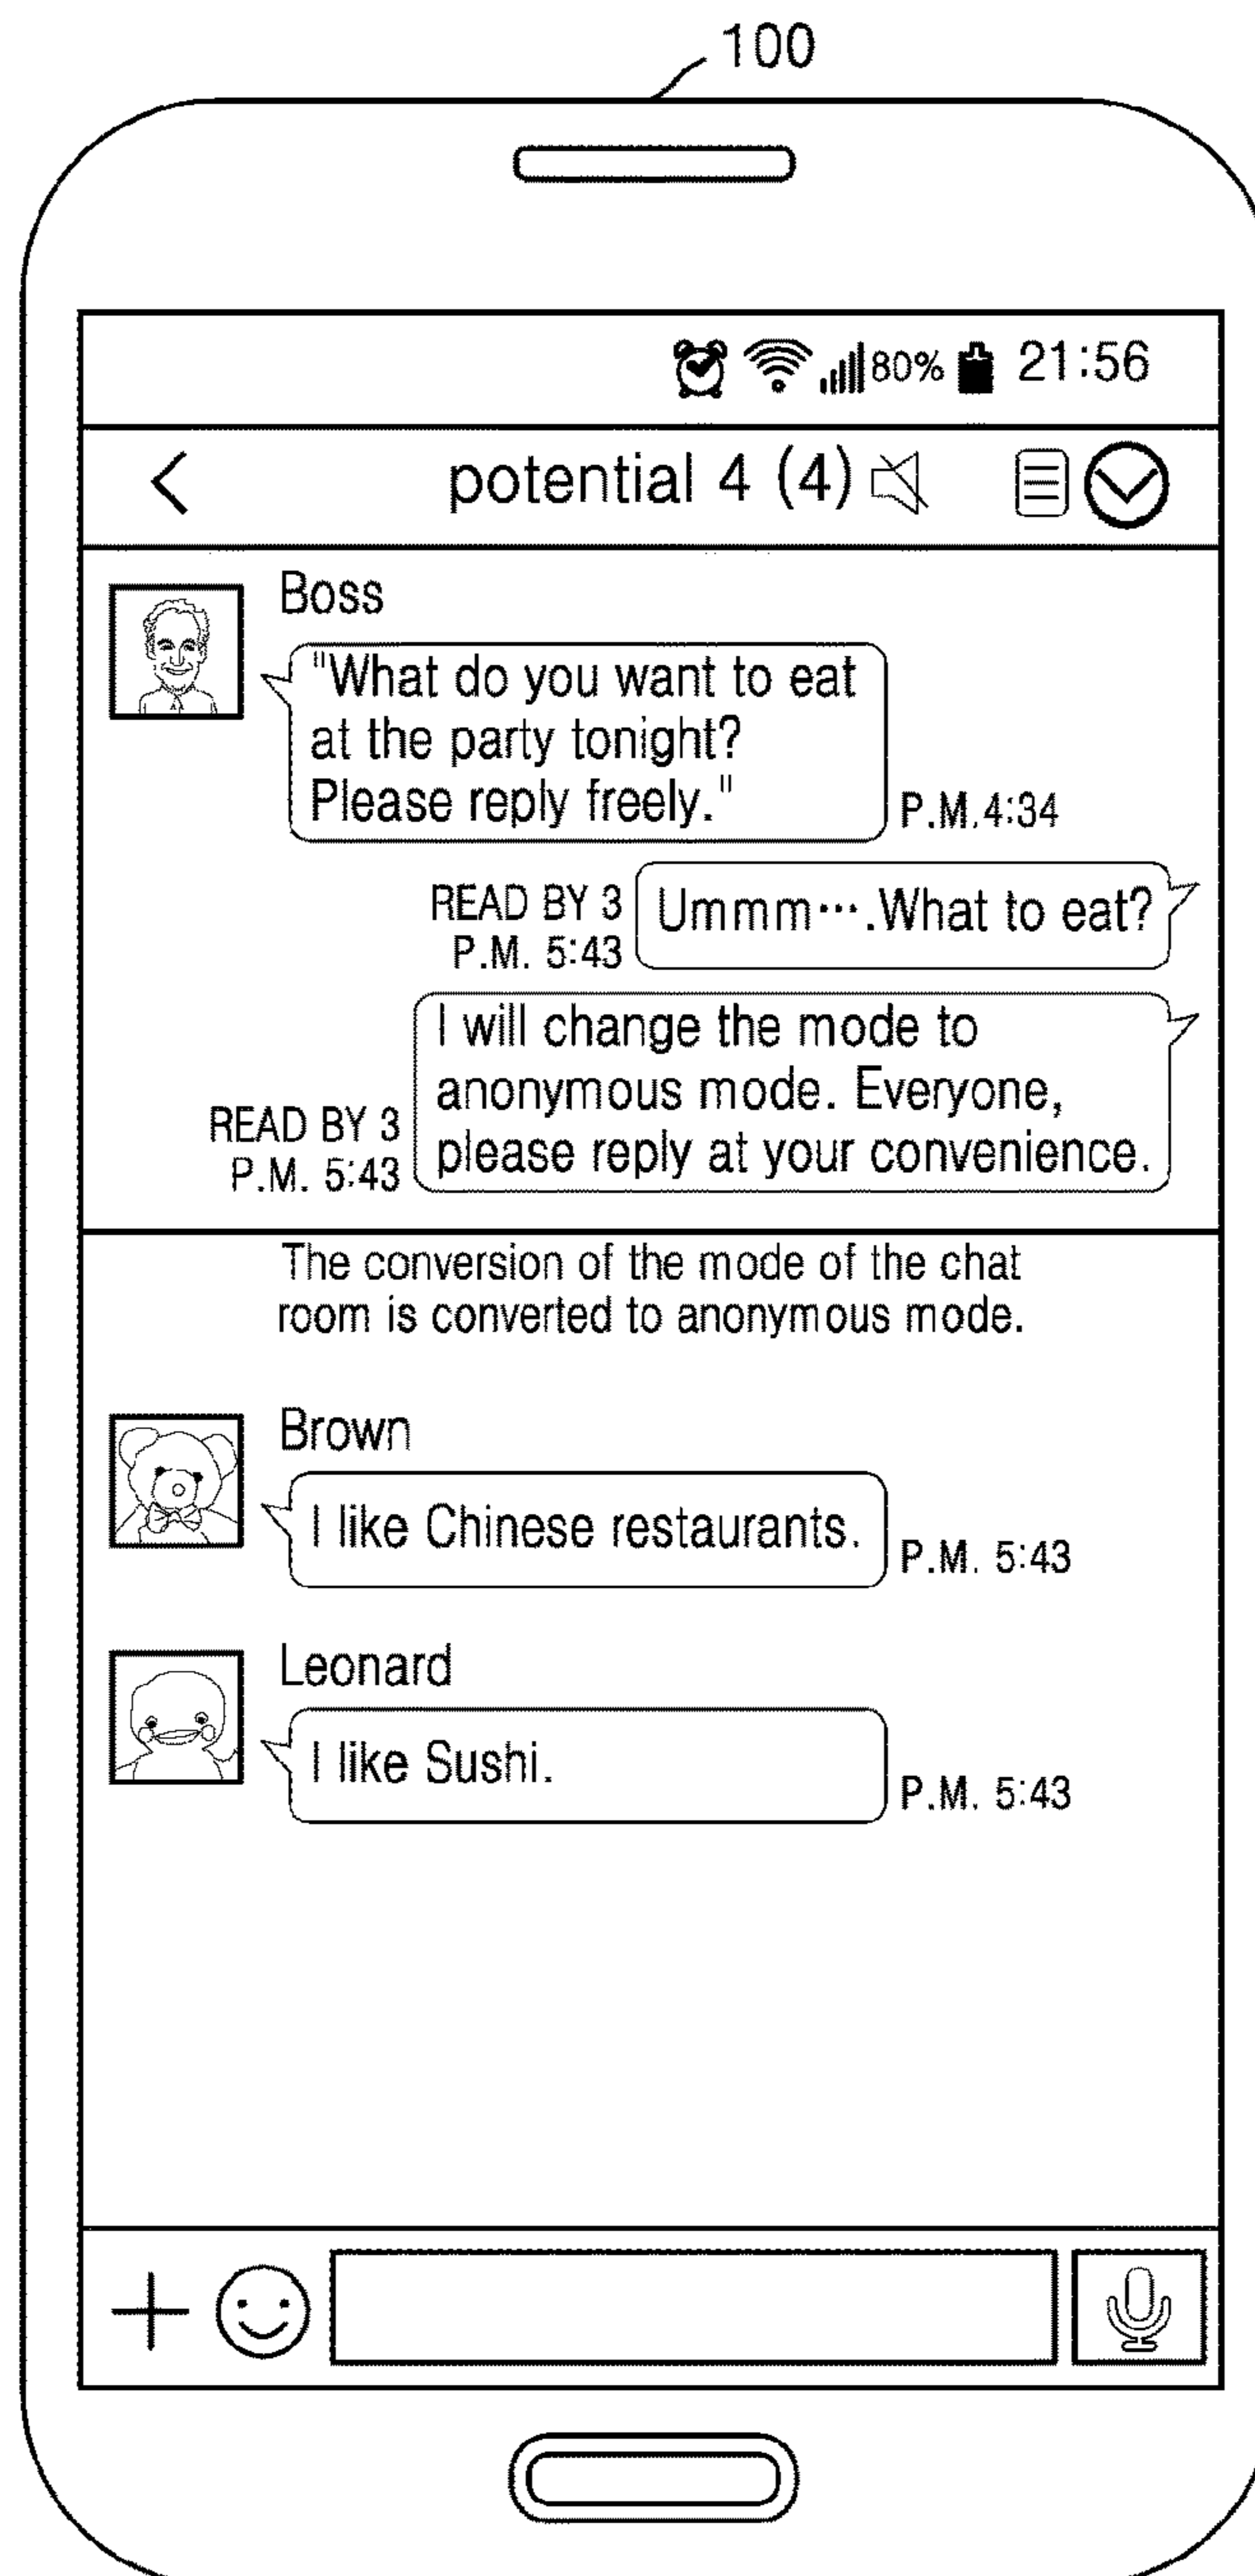 100
80% 21:56
potential 4 (4)
Boss
"What do you want to eat
at the party tonight?
Please reply freely."
P.M.4:34
READ BY 3
P.M. 5:43
Ummm···.What to eat?
I will change the mode to
anonymous mode. Everyone,
please reply at your convenience.
READ BY 3
P.M. 5:43
The conversion of the mode of the chat
room is converted to anonymous mode.
Brown
I like Chinese restaurants.
P.M. 5:43
Leonard
I like Sushi.
P.M. 5:43